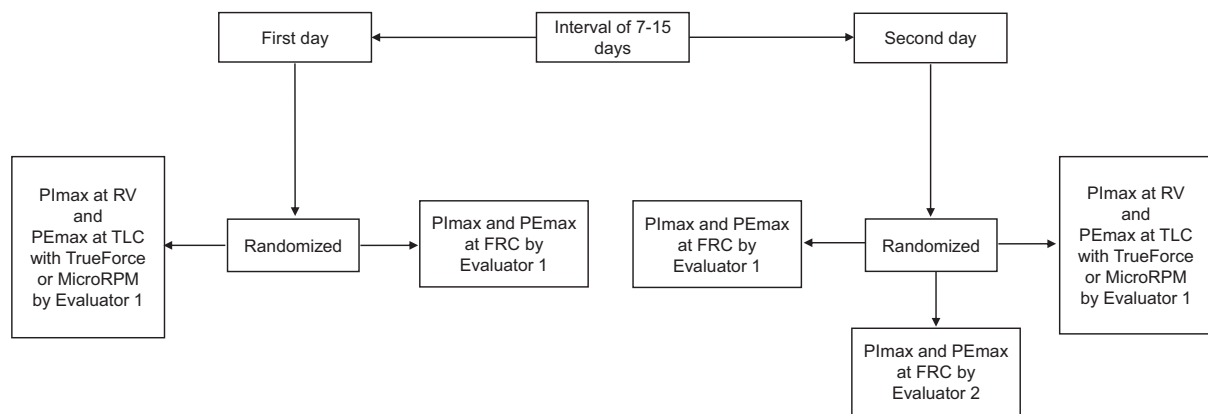 First day
Interval of 7-15
days
Second day
PImax at RV
and
PEmax at TLC
with TrueForce
or MicroRPM
by Evaluator 1
Randomized
PImax and PEmax
at FRC by
Evaluator 1
PImax and PEmax
at FRC by
Evaluator 1
Randomized
PImax at RV
and
PEmax at TLC
with TrueForce
or MicroRPM
by Evaluator 1
PImax and PEmax
at FRC by
Evaluator 2